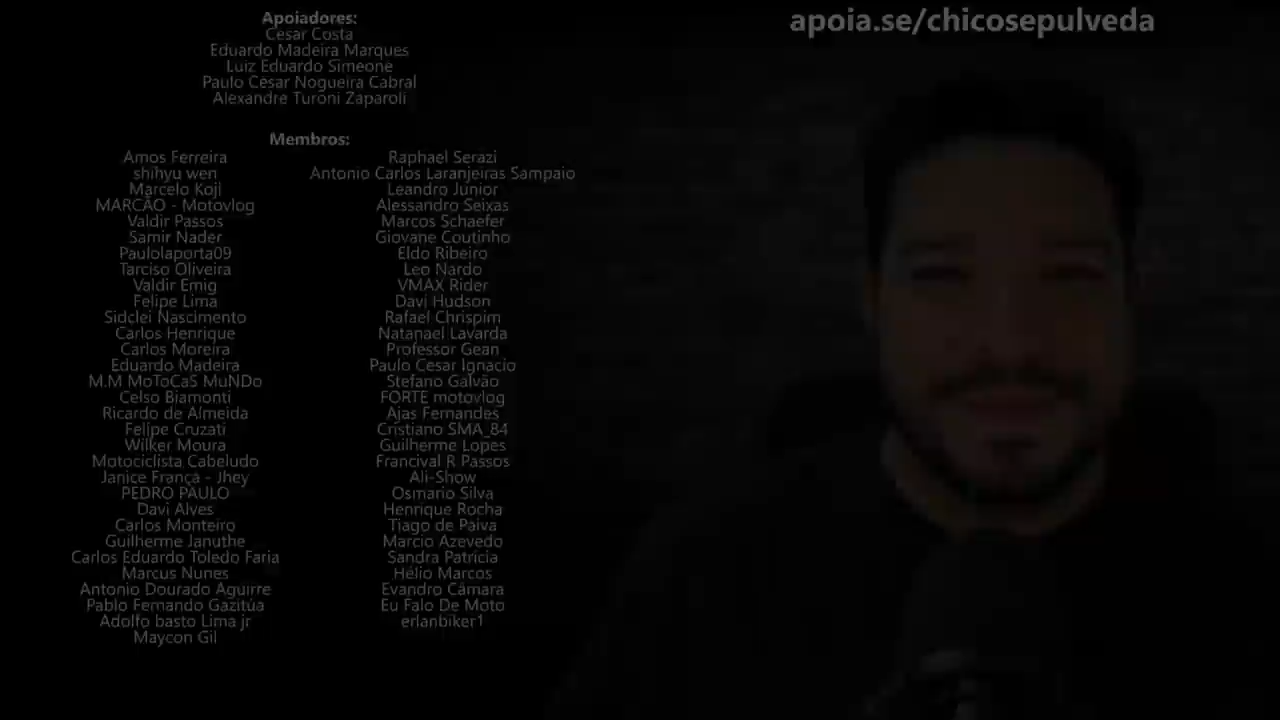 Apoiadores:
Cesar Costa
Eduardo Madeira Marques
Luiz Eduardo Simeone
Paulo César Nogueira Cabral
Alexandre Turoni Zaparoli
apoia.se/chicosepulveda
Membros:
Amos Ferreira
shihyu wen
Marcelo Koji
MARCÃO - Motovlog
Valdir Passos
Samir Nader
Paulolaporta09
Tarciso Oliveira
Valdir Emig
Felipe Lima
Sidclei Nascimento
Carlos Henrique
Carlos Moreira
Eduardo Madeira
M.M MoToCaS MuNDo
Celso Biamonti
Ricardo de Almeida
Felipe Cruzati
Wilker Moura
Motociclista Cabeludo
Janice França - Jhey
PEDRO PAULO
Davi Alves
Carlos Monteiro
Guilherme Januthe
Carlos Eduardo Toledo Faria
Marcus Nunes
Antonio Dourado Aguirre
Pablo Fernando Gazitúa
Adolfo basto Lima jr
Maycon Gil
Raphael Serazi
Antonio Carlos Laranjeiras Sampaio
Leandro Junior
Alessandro Seixas
Marcos Schaefer
Giovane Coutinho
Eldo Ribeiro
Leo Nardo
VMAX Rider
Davi Hudson
Rafael Chrispim
Natanael Lavarda
Professor Gean
Paulo Cesar Ignacio
Stefano Galvão
FORTE motovlog
Ajas Fernandes
Cristiano SMA_84
Guilherme Lopes
Francival R Passos
Ali-Show
Osmario Silva
Henrique Rocha
Tiago de Paiva
Marcio Azevedo
Sandra Patricia
Hélio Marcos
Evandro Câmara
Eu Falo De Moto
erlanbiker1